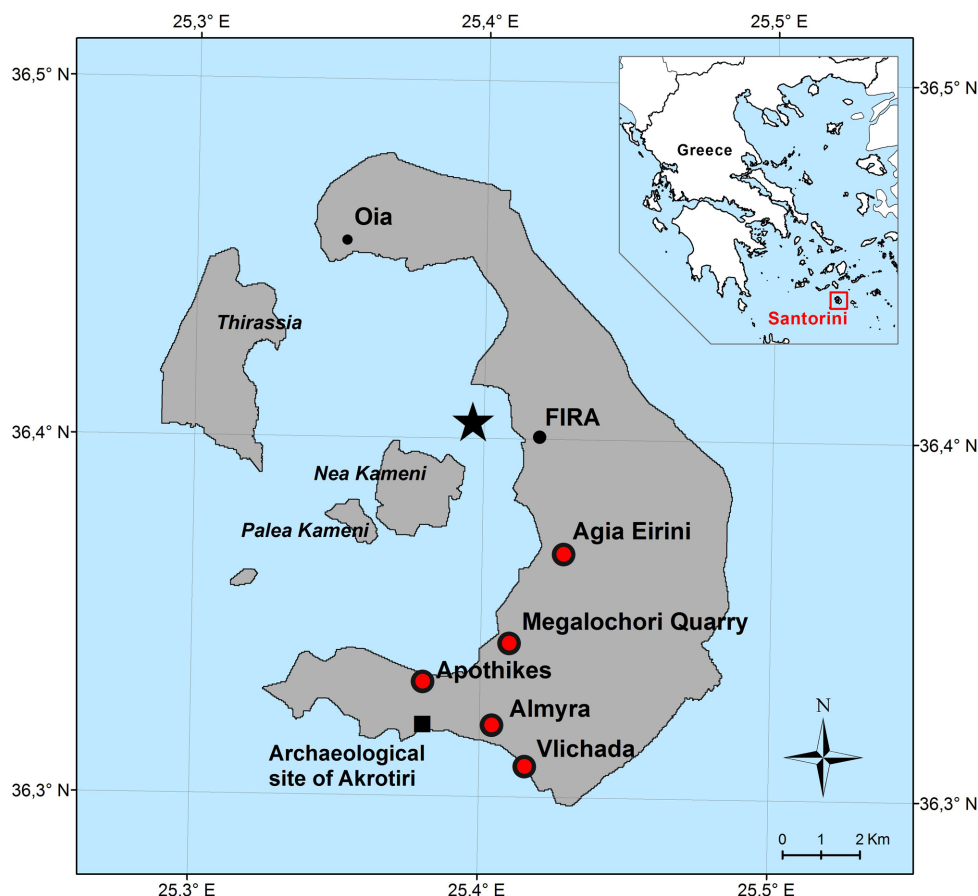 25,3° E
25,4° E
25,5° E
36,5° N
36,5° N
Greece
Santorini
Oia
Thirassia
FIRA
36,4° N
36,4° N
Nea Kameni
Palea Kameni
Agia Eirini
Megalochori Quarry
Apothikes
Almyra
Archaeological
site of Akrotiri
Vlichada
N
36,3° N
36,3° N
0 1 2 Km
25,3° E
25,4° E
25,5° E